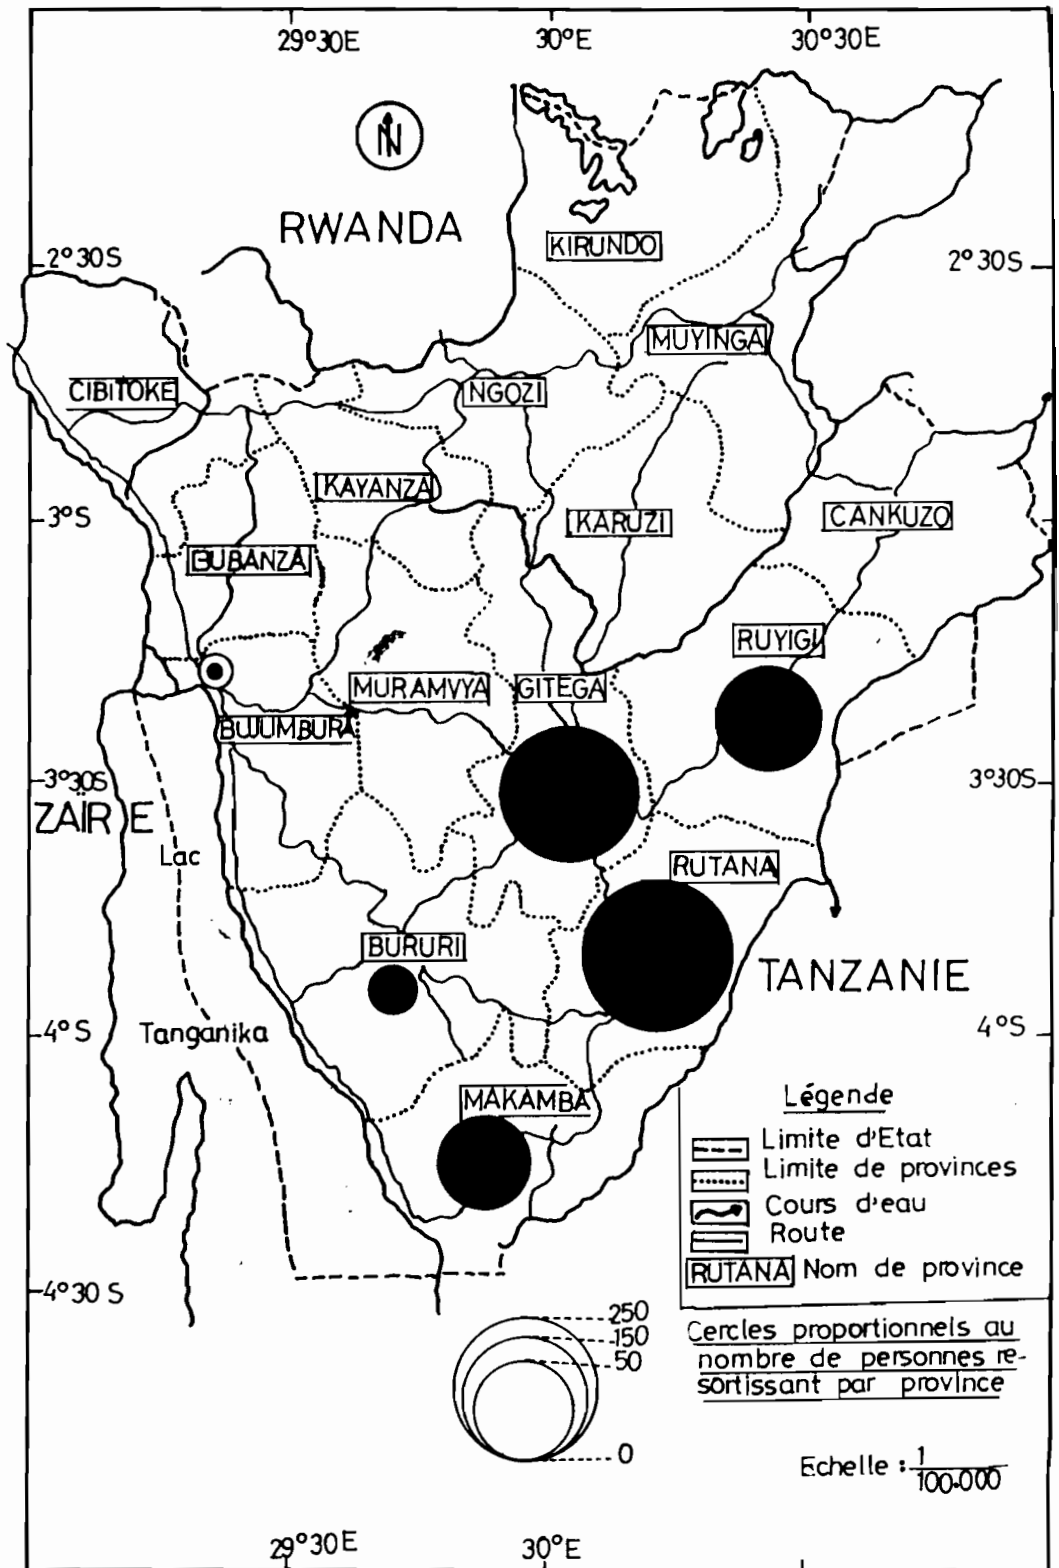 29°30E 30°E 30°30E
N
RWANDA
2°30S 2°30S
KIRUNDO
MUYINGA
CIBITOKE
NGOZI
KAYANZA
3°S
KARUZI
CANKUZO
BUBANZA
RUYIGI
MURAMVYA
GITEGA
BUJUMBURA
3°30S 3°30S
ZAÏRE
Lac
RUTANA
BURURI
TANZANIE
Tanganika
4°S 4°S
MAKAMBA
Légende
Limite d'Etat
Limite de provinces
Cours d'eau
Route
RUTANA Nom de province
4°30S
250
150
50
0
Cercles proportionnels au
nombre de personnes re-
sortissant par province
Echelle : 1
100.000
29°30E 30°E